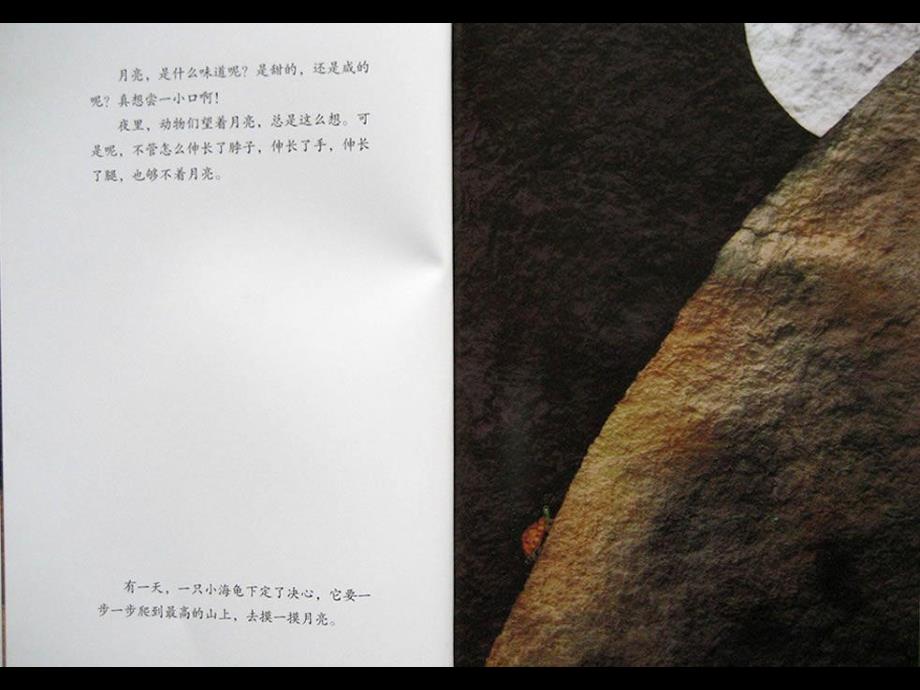 月亮，是什么味道呢？是甜的，还是咸的
呢？真想尝一小口啊！
夜里，动物们望着月亮，总是这么想。可
是呢，不管怎么伸长了脖子，伸长了手，伸长
了腿，也够不着月亮。
有一天，一只小海龟下定了决心，它要一
步一步爬到最高的山上，去摸一摸月亮。